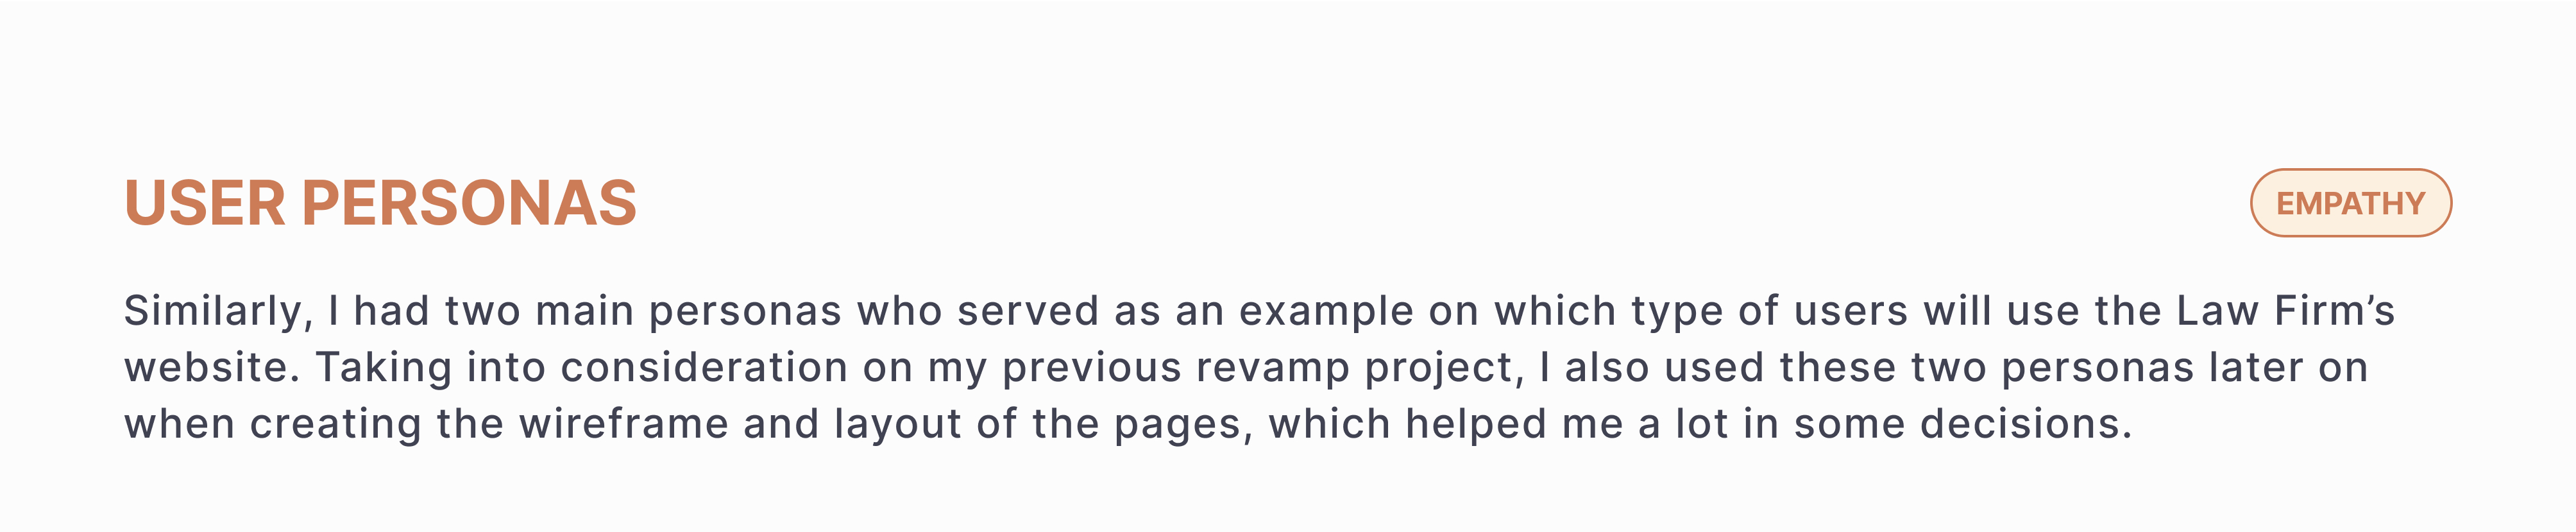 USER PERSONAS
EMPATHY
Similarly, I had two main personas who served as an example on which type of users will use the Law Firm’s
website. Taking into consideration on my previous revamp project, I also used these two personas later on
when creating the wireframe and layout of the pages, which helped me a lot in some decisions.